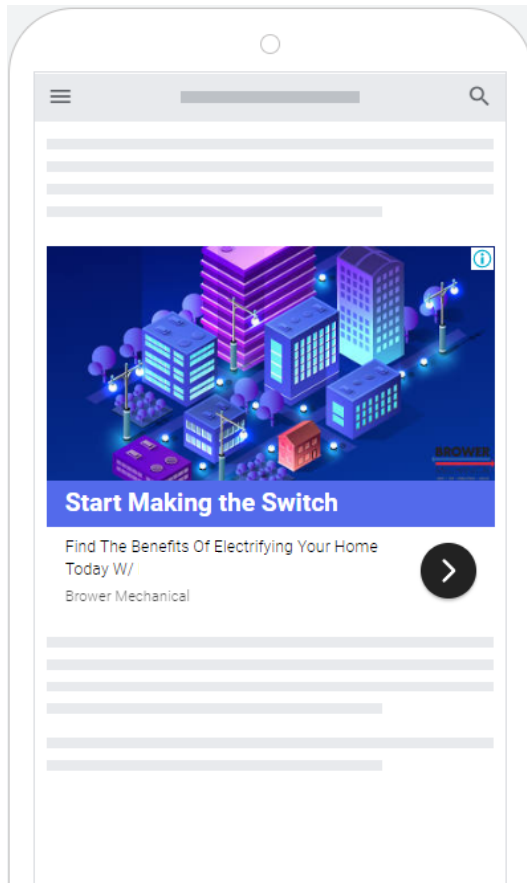 BROWER
Start Making the Switch
Find The Benefits Of Electrifying Your Home
Today W/
Brower Mechanical